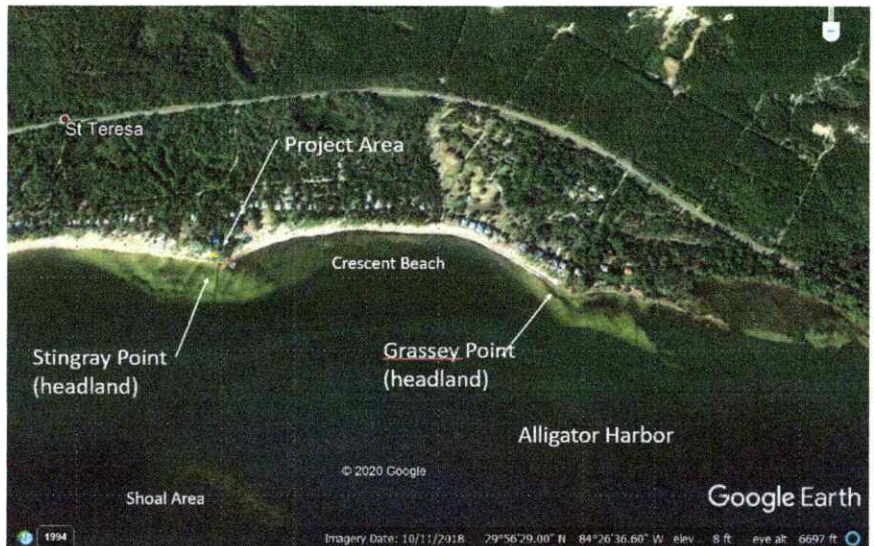 St Teresa
Project Area
Crescent Beach
Stingray Point
(headland)
Grassey Point
(headland)
Alligator Harbor
© 2020 Google
Shoal Area
Google Earth
1994
Imagery Date: 10/11/2018 29°56'29.00" N 84°26'36.60" W elev 8 ft eye alt 6697 ft